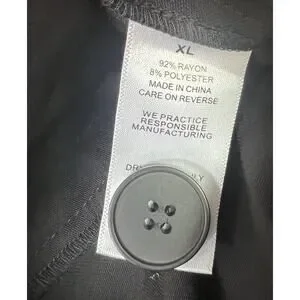 XL
92% RAYON
8% POLYESTER
MADE IN CHINA
CARE ON REVERSE
WE PRACTICE
RESPONSIBLE
MANUFACTURING